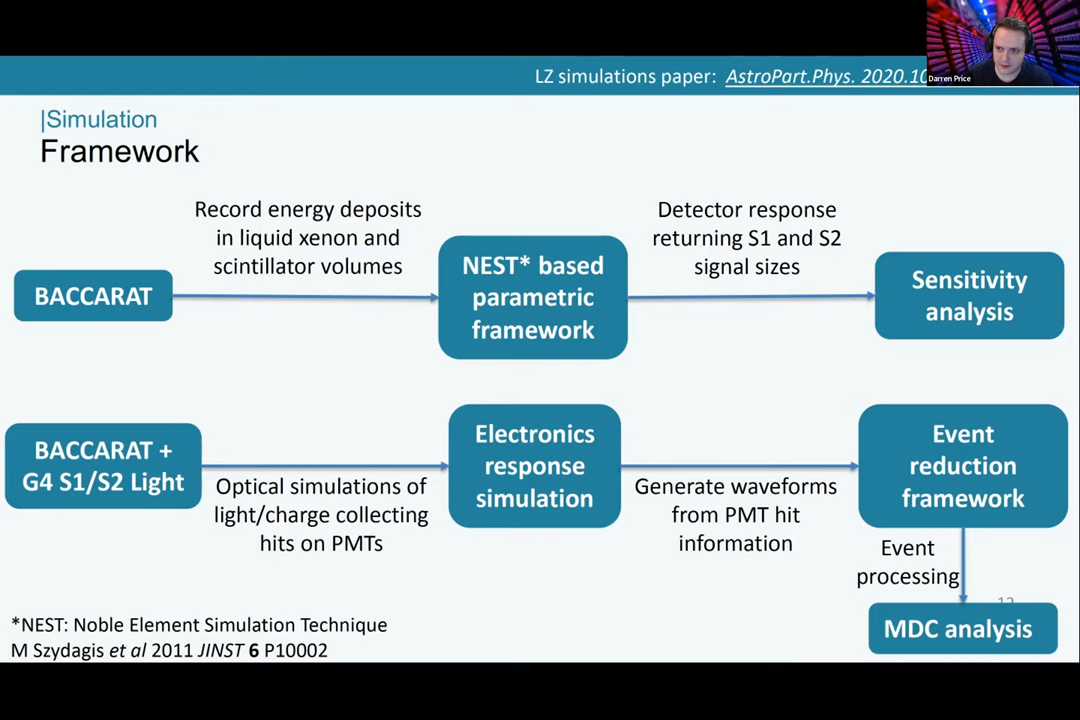 LZ simulations paper: AstroPart.Phys. 2020.10
Darren Price
|Simulation
Framework
Record energy deposits
in liquid xenon and
scintillator volumes
Detector response
returning S1 and S2
signal sizes
BACCARAT
NEST* based
parametric
framework
Sensitivity
analysis
BACCARAT +
G4 S1/S2 Light
Optical simulations of
light/charge collecting
hits on PMTs
Electronics
response
simulation
Generate waveforms
from PMT hit
information
Event
reduction
framework
Event
processing
MDC analysis
*NEST: Noble Element Simulation Technique
M Szydagis et al 2011 JINST 6 P10002